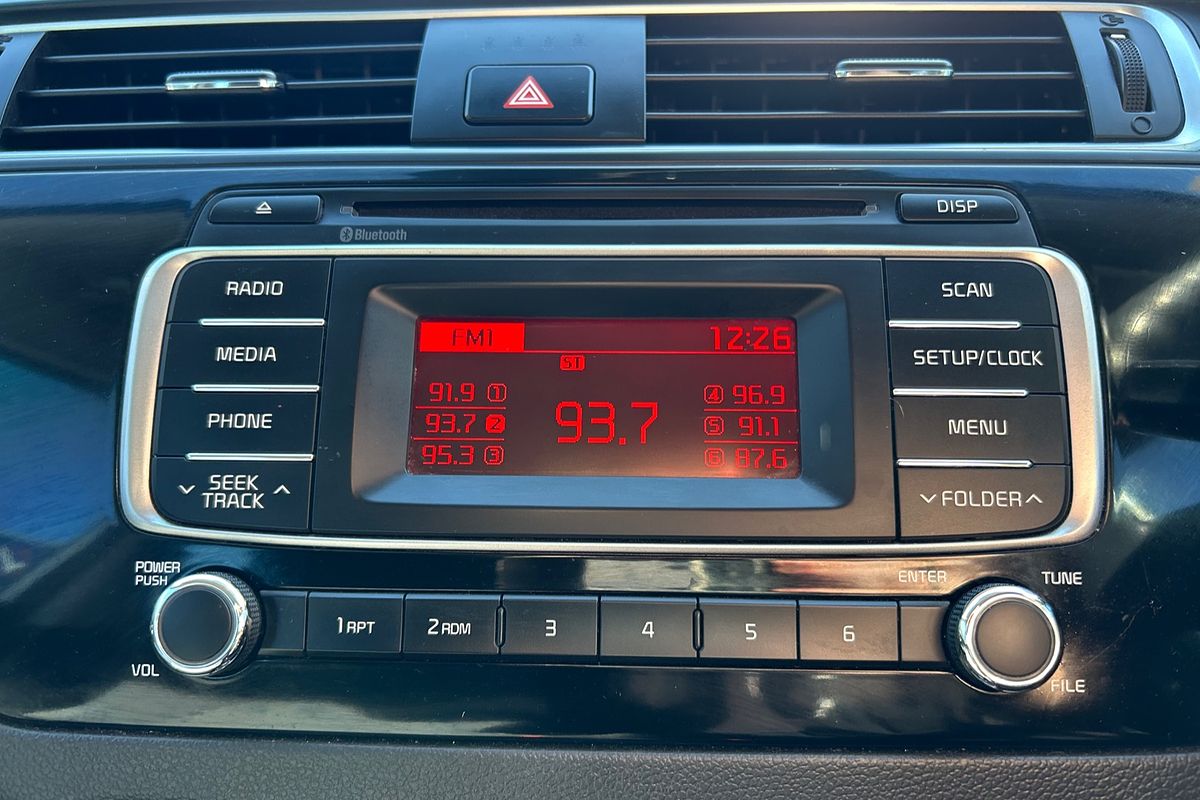 DISP
Bluetooth
RADIO
MEDIA
PHONE
SEEK
TRACK
FM1 12:26
ST
91.9 1
93.7 2
95.3 3
93.7
4 96.9
5 91.1
6 87.6
SCAN
SETUP/CLOCK
MENU
FOLDER
POWER
PUSH
VOL
1 RPT
2 RDM
3
4
5
6
ENTER
TUNE
FILE